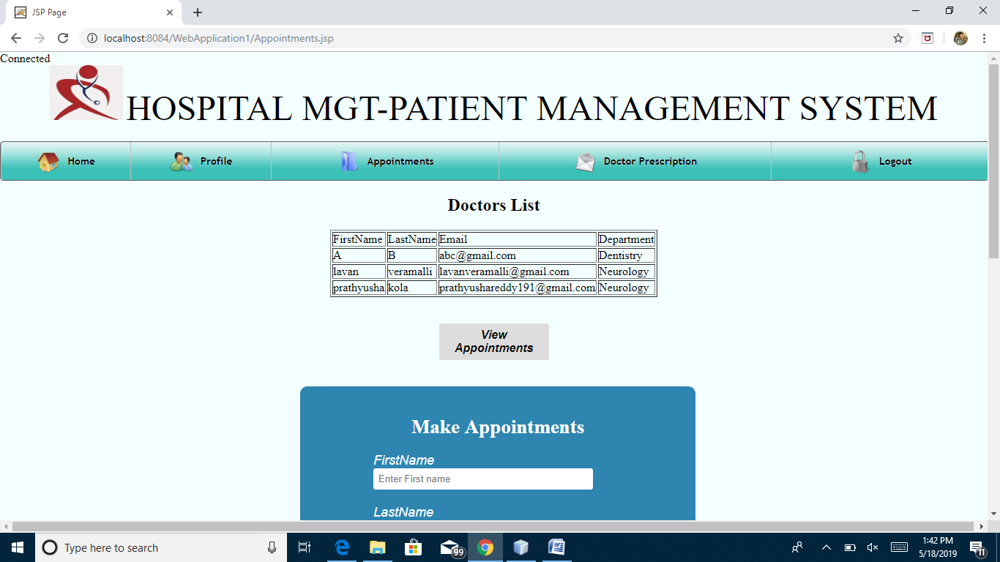 JSP Page
localhost:8084/WebApplication1/Appointments.jsp
Connected
HOSPITAL MGT-PATIENT MANAGEMENT SYSTEM
Home Profile Appointments Doctor Prescription Logout
Doctors List
FirstName LastName Email Department
A B abc@gmail.com Dentistry
lavan veramalli lavanveramalli@gmail.com Neurology
prathyusha kola prathyushareddy191@gmail.com Neurology
View
Appointments
Make Appointments
FirstName
Enter First name
LastName
Type here to search
99
1:42 PM
5/18/2019
11